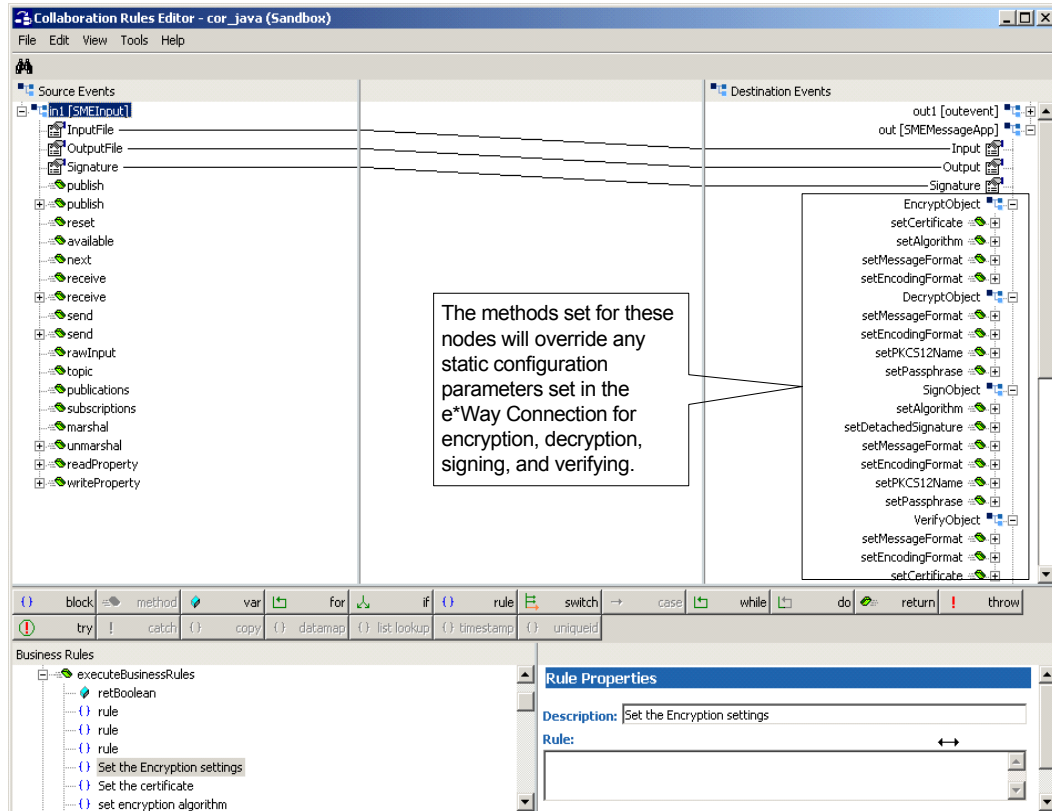 Collaboration Rules Editor - cor_java (Sandbox)
File Edit View Tools Help
Source Events
in1 [SMEInput]
InputFile
OutputFile
Signature
publish
publish
reset
available
next
receive
receive
send
send
rawInput
topic
publications
subscriptions
marshal
unmarshal
readProperty
writeProperty
The methods set for these
nodes will override any
static configuration
parameters set in the
e*Way Connection for
encryption, decryption,
signing, and verifying.
Destination Events
out1 [outevent]
out [SMEMessageApp]
Input
Output
Signature
EncryptObject
setCertificate
setAlgorithm
setMessageFormat
setEncodingFormat
DecryptObject
setMessageFormat
setEncodingFormat
setPKCS12Name
setPassphrase
SignObject
setAlgorithm
setDetachedSignature
setMessageFormat
setEncodingFormat
setPKCS12Name
setPassphrase
VerifyObject
setMessageFormat
setEncodingFormat
setCertificate
block method var for if rule switch case while do return throw
try catch copy datamap list lookup timestamp uniqueid
Business Rules
executeBusinessRules
retBoolean
rule
rule
rule
Set the Encryption settings
Set the certificate
set encryption algorithm
Rule Properties
Description: Set the Encryption settings
Rule: